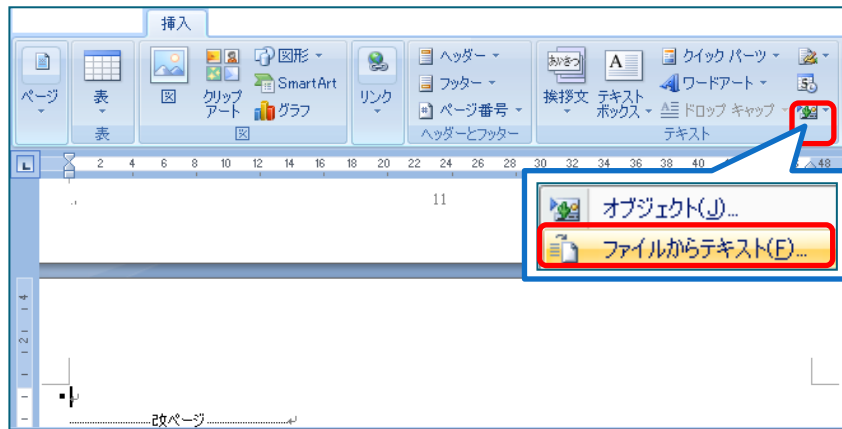 挿入
ページ
表
表
図
クリップ
アート
図形
SmartArt
グラフ
図
リンク
ヘッダー
フッター
ページ番号
ヘッダーとフッター
あいさつ
挨拶文
A
テキスト
ボックス
クイック パーツ
ワードアート
ドロップ キャップ
テキスト
L 2 4 6 8 10 12 14 16 18 20 22 24 26 28 30 32 34 36 38 40 48
11
オブジェクト(J)...
ファイルからテキスト(F)...
4
2
改ページ